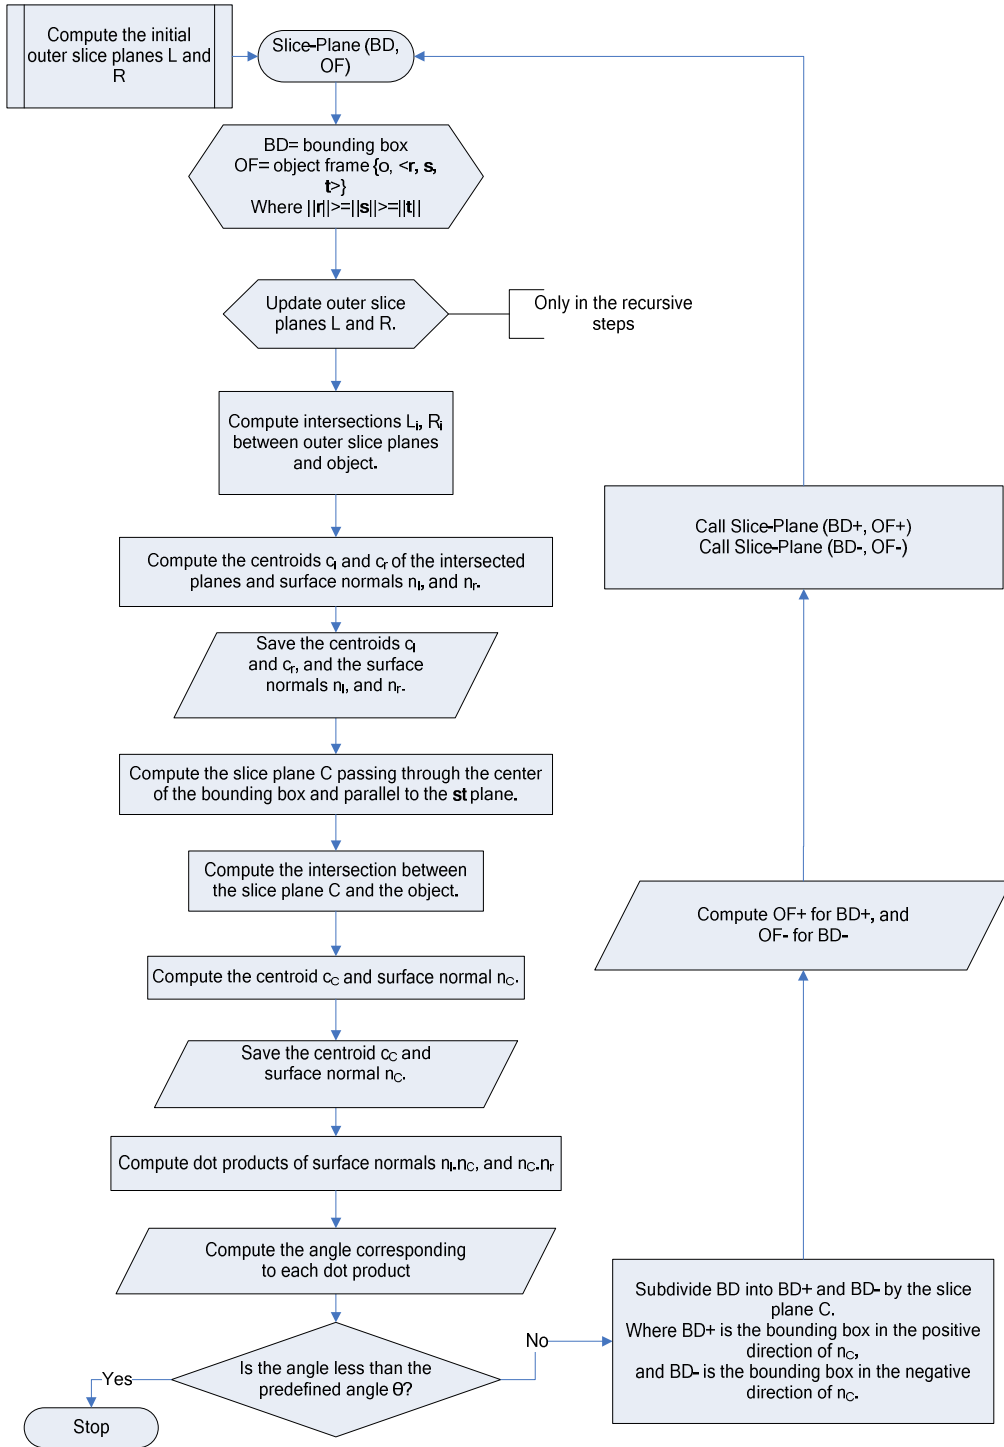 Compute the initial
outer slice planes L and
R
Slice-Plane (BD,
OF)
BD= bounding box
OF= object frame {o, <r, s,
t>}
Where ||r||>=||s||>=||t||
Update outer slice
planes L and R.
Only in the recursive
steps
Compute intersections Li, Ri
between outer slice planes
and object.
Compute the centroids cl and cr of the intersected
planes and surface normals nl, and nr.
Save the centroids cl
and cr, and the surface
normals nl, and nr.
Compute the slice plane C passing through the center
of the bounding box and parallel to the st plane.
Compute the intersection between
the slice plane C and the object.
Compute the centroid cC and surface normal nC.
Save the centroid cC and
surface normal nC.
Compute dot products of surface normals nl.nC, and nC.nr
Compute the angle corresponding
to each dot product
Is the angle less than the
predefined angle θ?
Yes
Stop
No
Subdivide BD into BD+ and BD- by the slice
plane C.
Where BD+ is the bounding box in the positive
direction of nC,
and BD- is the bounding box in the negative
direction of nC.
Compute OF+ for BD+, and
OF- for BD-
Call Slice-Plane (BD+, OF+)
Call Slice-Plane (BD-, OF-)